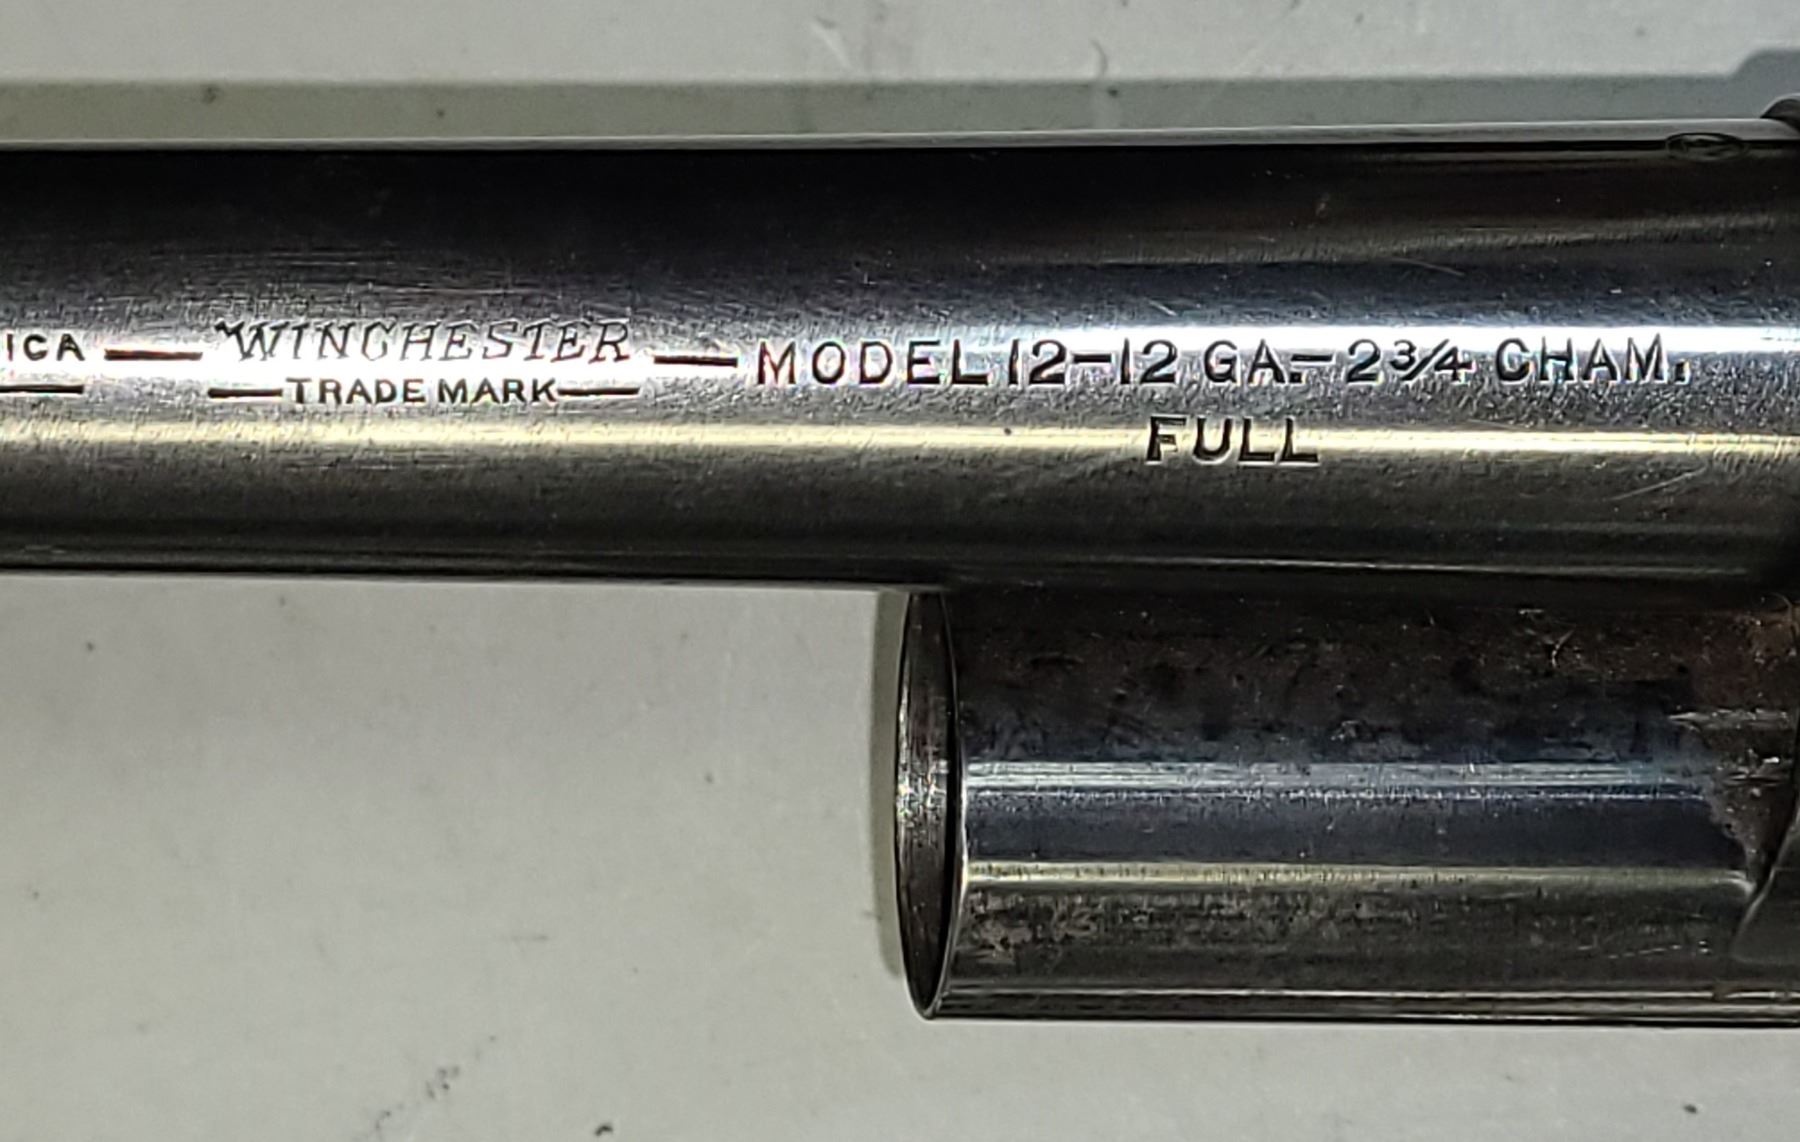 ICA — WINCHESTER — MODEL 12-12 GA.-2¾ CHAM.
—TRADE MARK—
FULL